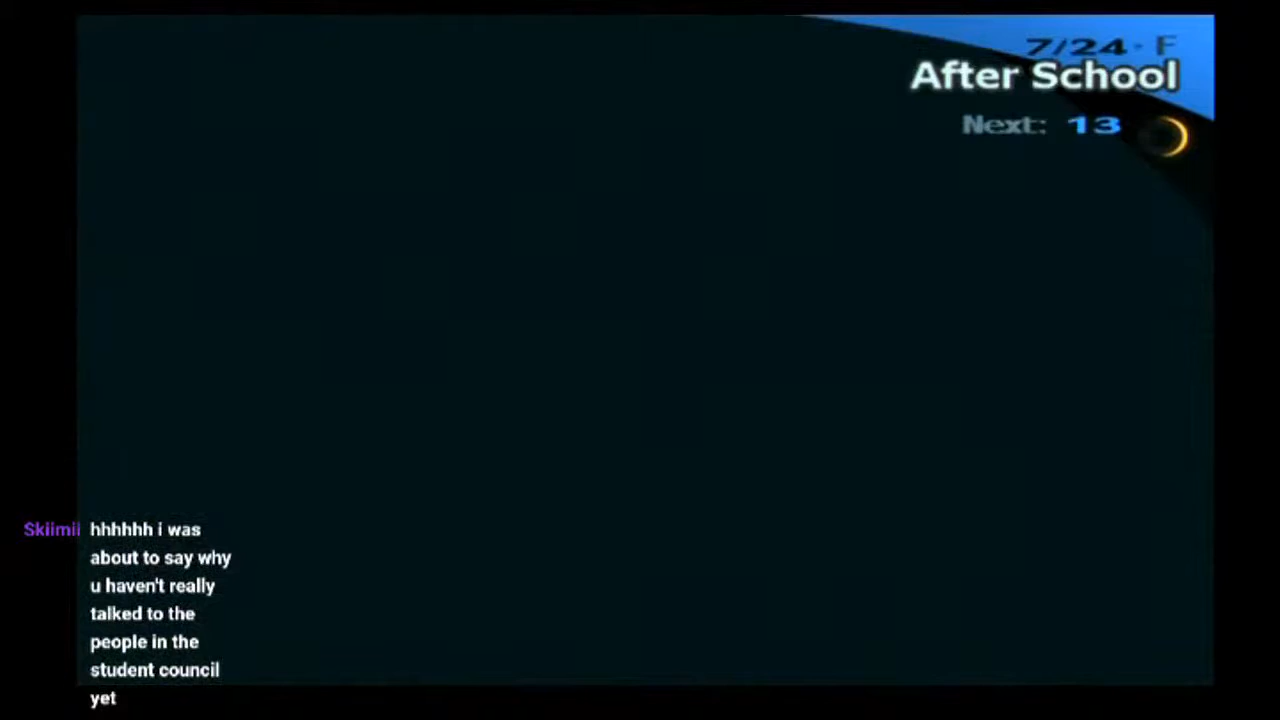 7/24· F
After School
Next: 13
Skiimii hhhhhh i was
about to say why
u haven't really
talked to the
people in the
student council
yet